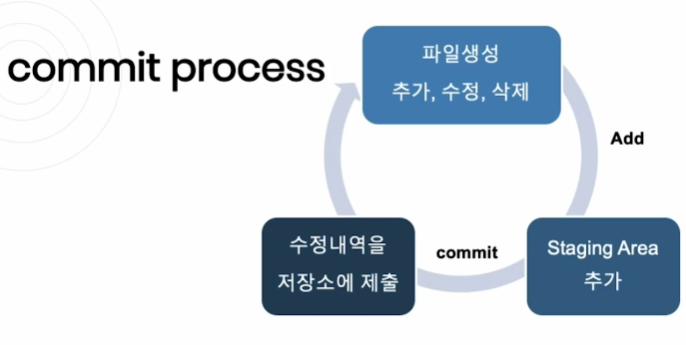 commit process
파일생성
추가, 수정, 삭제
Add
Staging Area
추가
commit
수정내역을
저장소에 제출